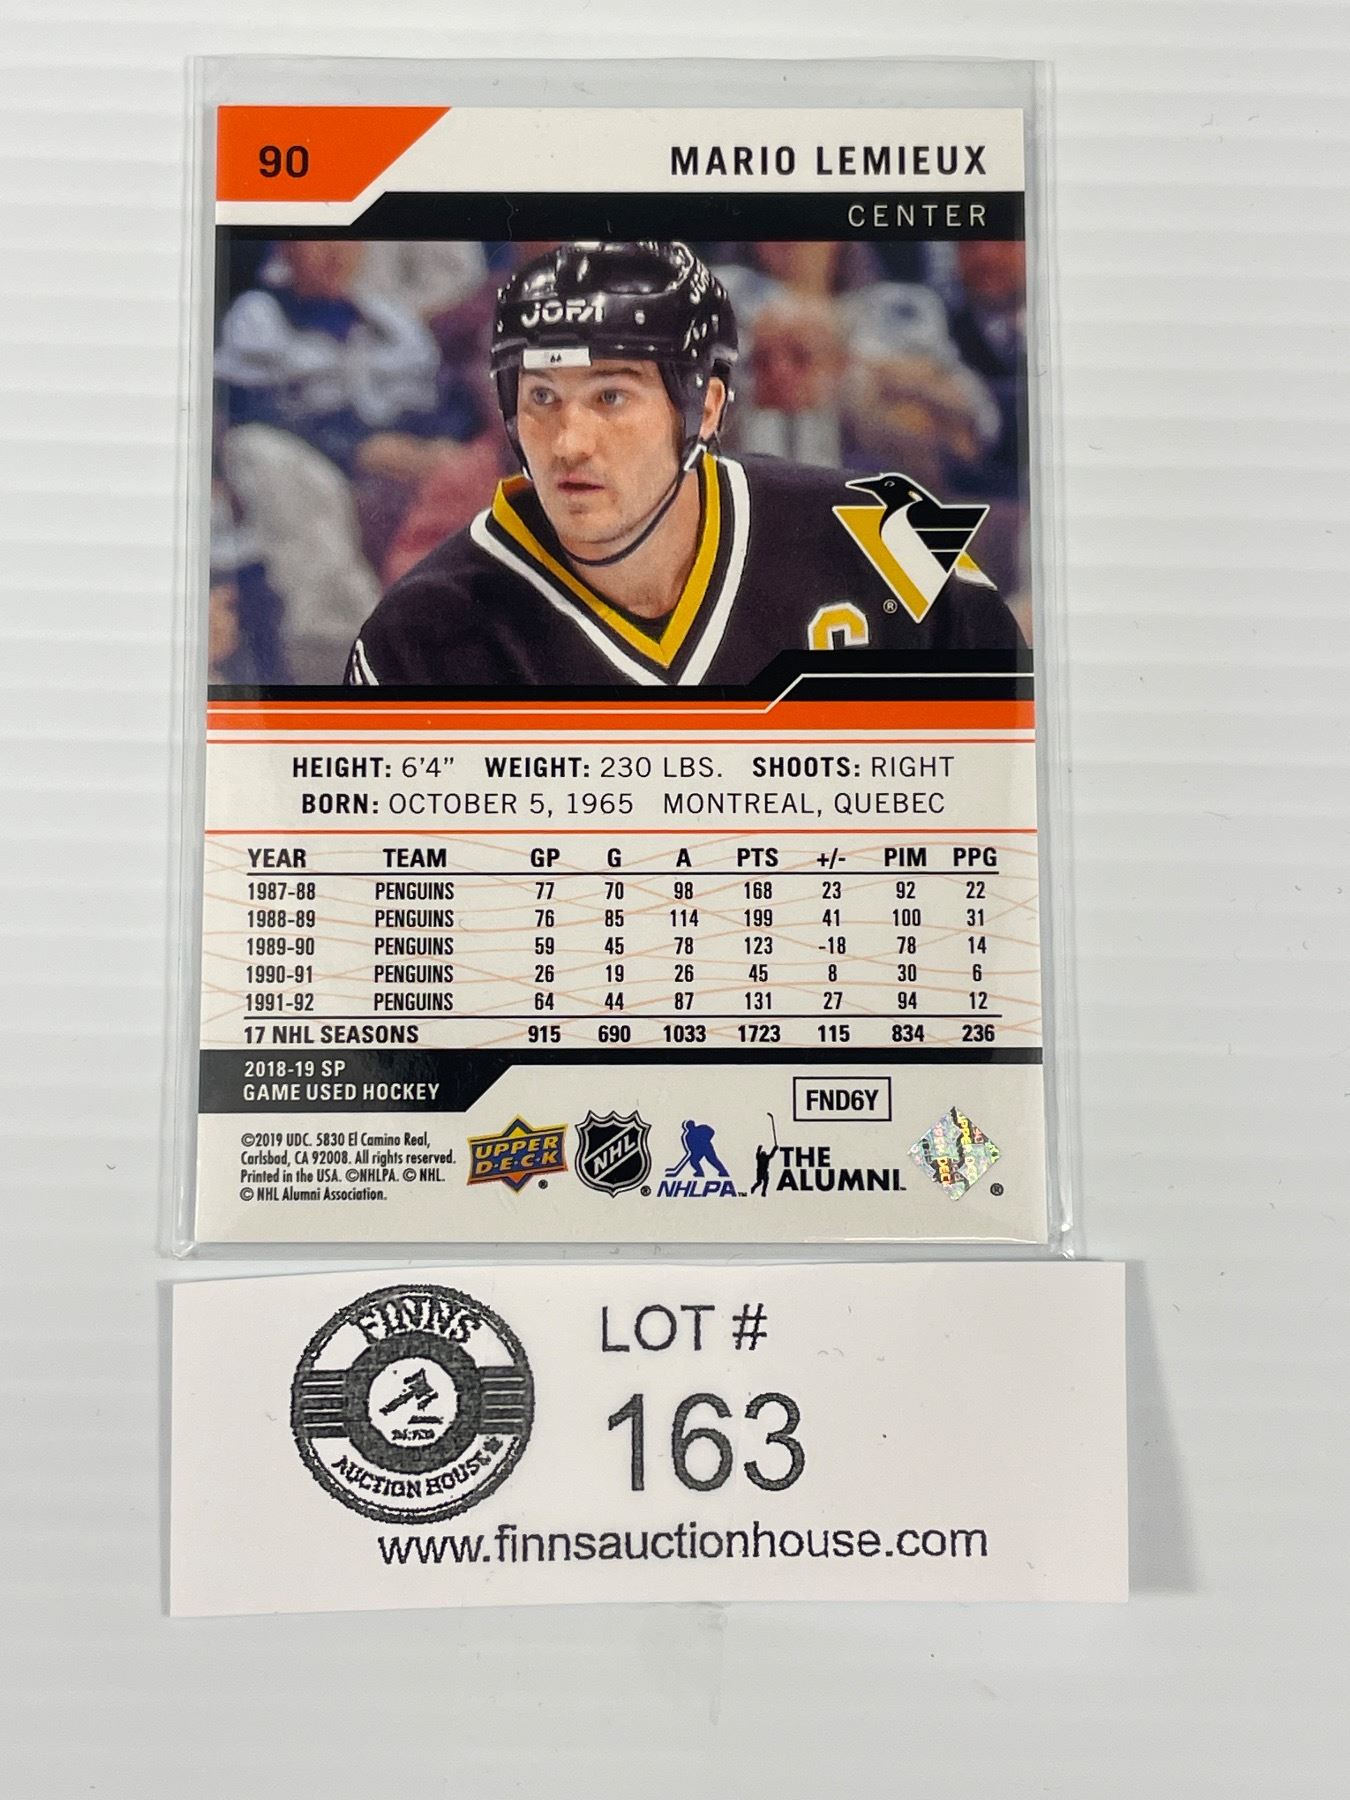 90
MARIO LEMIEUX
CENTER
JOFA
66
C
®
HEIGHT: 6'4" WEIGHT: 230 LBS. SHOOTS: RIGHT
BORN: OCTOBER 5, 1965 MONTREAL, QUEBEC
YEAR TEAM GP G A PTS +/- PIM PPG
1987-88 PENGUINS 77 70 98 168 23 92 22
1988-89 PENGUINS 76 85 114 199 41 100 31
1989-90 PENGUINS 59 45 78 123 -18 78 14
1990-91 PENGUINS 26 19 26 45 8 30 6
1991-92 PENGUINS 64 44 87 131 27 94 12
17 NHL SEASONS 915 690 1033 1723 115 834 236
2018-19 SP
GAME USED HOCKEY
FND6Y
©2019 UDC. 5830 El Camino Real,
Carlsbad, CA 92008. All rights reserved.
Printed in the USA. ©NHLPA. © NHL.
© NHL Alumni Association.
UPPER
D·E·C·K
®
NHL
®
NHLPA™
THE
ALUMNI™
®
FINNS
AUCTION HOUSE
LOT #
163
www.finnsauctionhouse.com